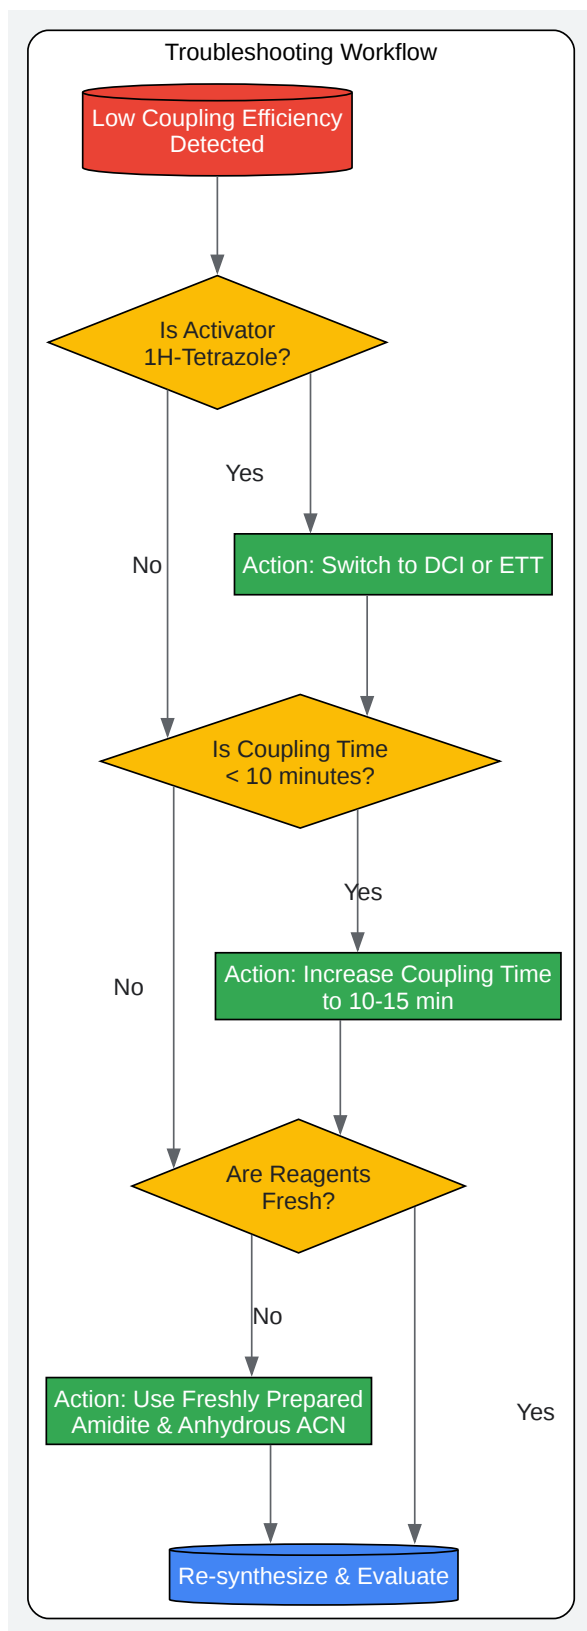 Troubleshooting Workflow
Low Coupling Efficiency
Detected
Is Activator
1H-Tetrazole?
Yes
No
Action: Switch to DCI or ETT
Is Coupling Time
< 10 minutes?
Yes
No
Action: Increase Coupling Time
to 10-15 min
Are Reagents
Fresh?
No
Yes
Action: Use Freshly Prepared
Amidite & Anhydrous ACN
Re-synthesize & Evaluate